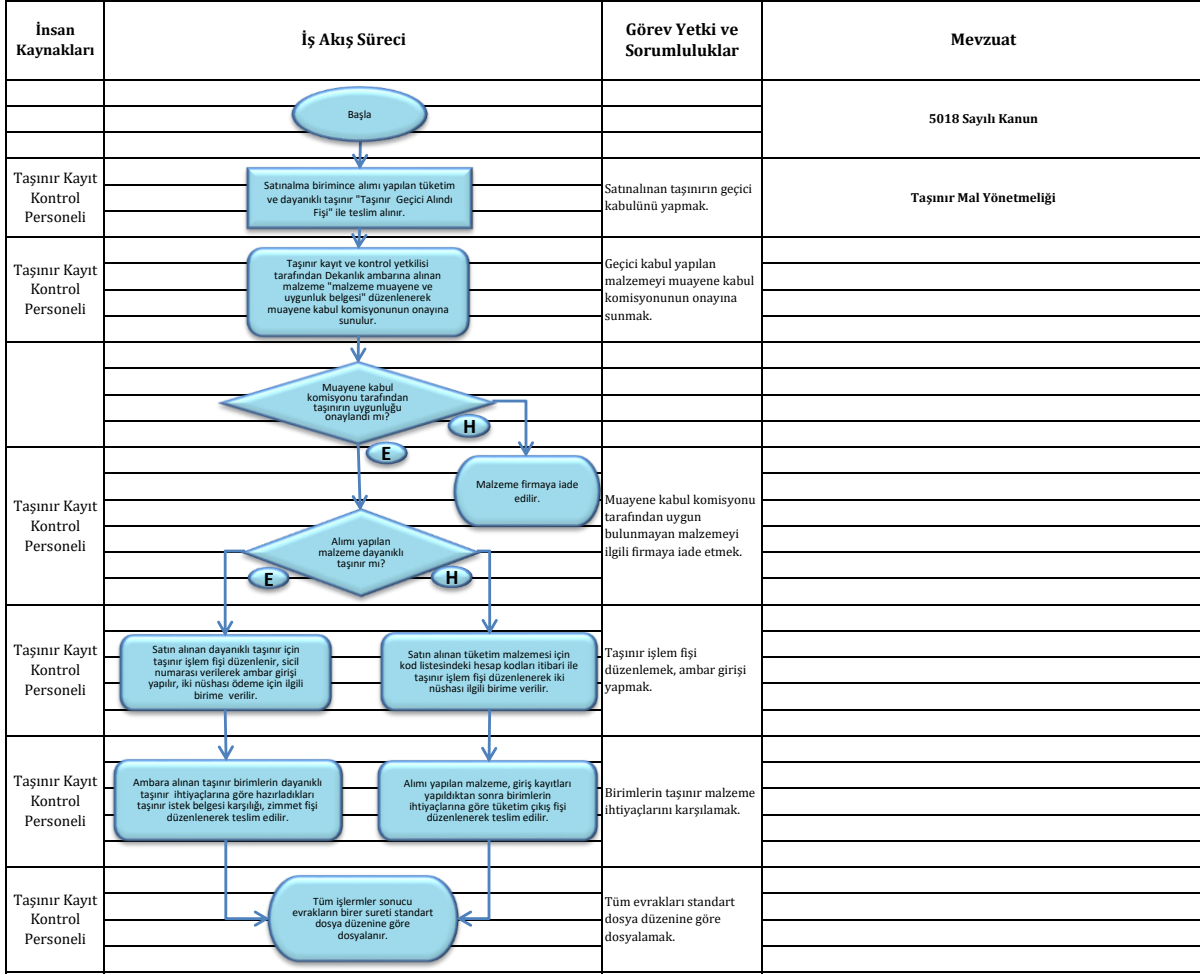 İnsan
Kaynakları
İş Akış Süreci
Görev Yetki ve
Sorumluluklar
Mevzuat
Başla
5018 Sayılı Kanun
Taşınır Kayıt
Kontrol
Personeli
Satınalma birimince alımı yapılan tüketim
ve dayanıklı taşınır "Taşınır Geçici Alındı
Fişi" ile teslim alınır.
Satınalınan taşınırın geçici
kabulünü yapmak.
Taşınır Mal Yönetmeliği
Taşınır Kayıt
Kontrol
Personeli
Taşınır kayıt ve kontrol yetkilisi
tarafından Dekanlık ambarına alınan
malzeme "malzeme muayene ve
uygunluk belgesi" düzenlenerek
muayene kabul komisyonunun onayına
sunulur.
Geçici kabul yapılan
malzemeyi muayene kabul
komisyonunun onayına
sunmak.
Muayene kabul
komisyonu tarafından
taşınırın uygunluğu
onaylandi mı?
H
E
Malzeme firmaya iade
edilir.
Taşınır Kayıt
Kontrol
Personeli
Muayene kabul komisyonu
tarafından uygun
bulunmayan malzemeyi
ilgili firmaya iade etmek.
Alımı yapılan
malzeme dayanıklı
taşınır mı?
E
H
Taşınır Kayıt
Kontrol
Personeli
Satın alınan dayanıklı taşınır için
taşınır işlem fişi düzenlenir, sicil
numarası verilerek ambar girişi
yapılır, iki nüshası ödeme için ilgili
birime verilir.
Satın alınan tüketim malzemesi için
kod listesindeki hesap kodları itibari ile
taşınır işlem fişi düzenlenerek iki
nüshası ilgili birime verilir.
Taşınır işlem fişi
düzenlemek, ambar girişi
yapmak.
Taşınır Kayıt
Kontrol
Personeli
Ambara alınan taşınır birimlerin dayanıklı
taşınır ihtiyaçlarına göre hazırladıkları
taşınır istek belgesi karşılığı, zimmet fişi
düzenlenerek teslim edilir.
Alımı yapılan malzeme, giriş kayıtları
yapıldıktan sonra birimlerin
ihtiyaçlarına göre tüketim çıkış fişi
düzenlenerek teslim edilir.
Birimlerin taşınır malzeme
ihtiyaçlarını karşılamak.
Taşınır Kayıt
Kontrol
Personeli
Tüm işlermler sonucu
evrakların birer sureti standart
dosya düzenine göre
dosyalanır.
Tüm evrakları standart
dosya düzenine göre
dosyalamak.